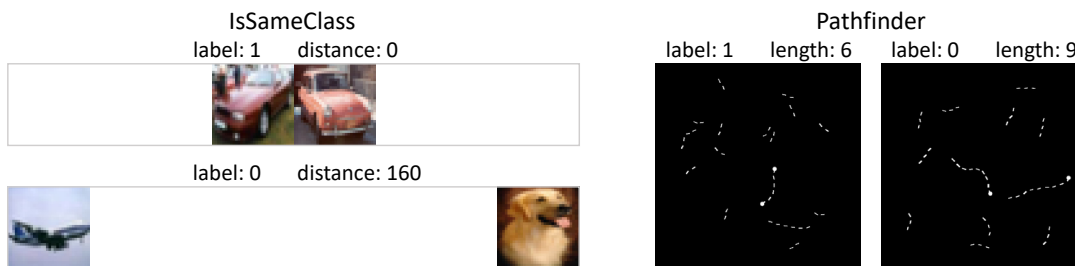 IsSameClass
label: 1 distance: 0
label: 0 distance: 160
Pathfinder
label: 1 length: 6 label: 0 length: 9